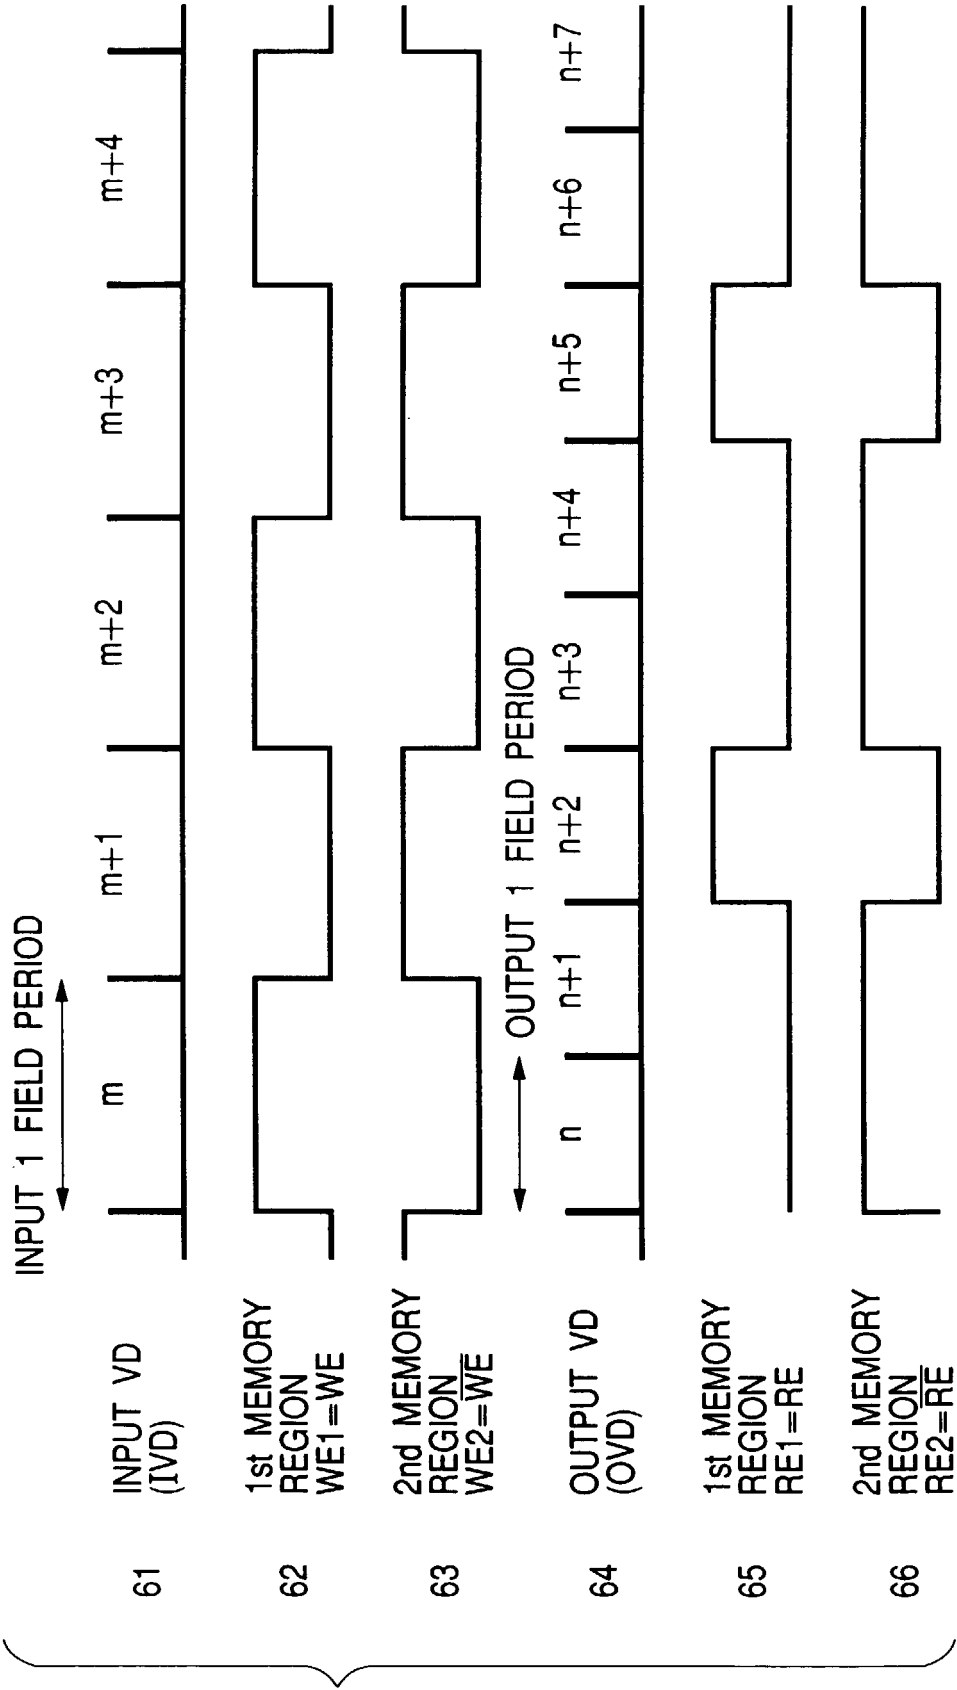 INPUT 1 FIELD PERIOD
61
INPUT VD
(IVD)
m
m+1
m+2
m+3
m+4
62
1st MEMORY
REGION
WE1=WE
63
2nd MEMORY
REGION
WE2=W̅E̅
OUTPUT 1 FIELD PERIOD
64
OUTPUT VD
(OVD)
n
n+1
n+2
n+3
n+4
n+5
n+6
n+7
65
1st MEMORY
REGION
RE1=RE
66
2nd MEMORY
REGION
RE2=R̅E̅